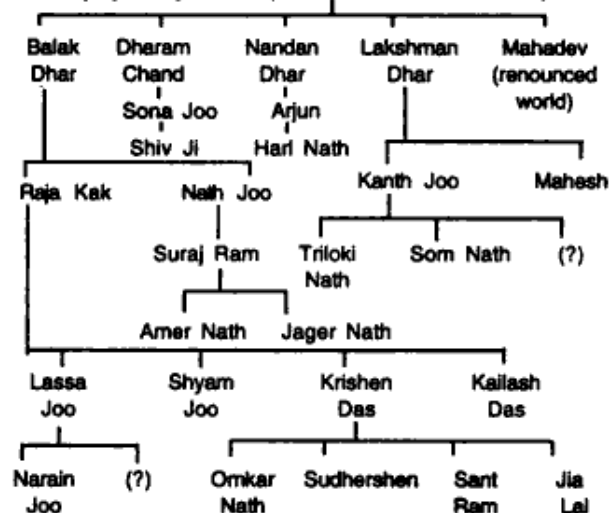 Balak Dharam Nandan Lakshman Mahadev
Dhar Chand Dhar Dhar (renounced
world)
Sona Joo Arjun
Shiv Ji Hari Nath
Kanth Joo Mahesh
Raja Kak Nath Joo
Suraj Ram Triloki Som Nath (?)
Nath
Amer Nath Jager Nath
Lassa Shyam Krishen Kailash
Joo Joo Das Das
Narain (?) Omkar Sudhershen Sant Jia
Joo Nath Ram Lal